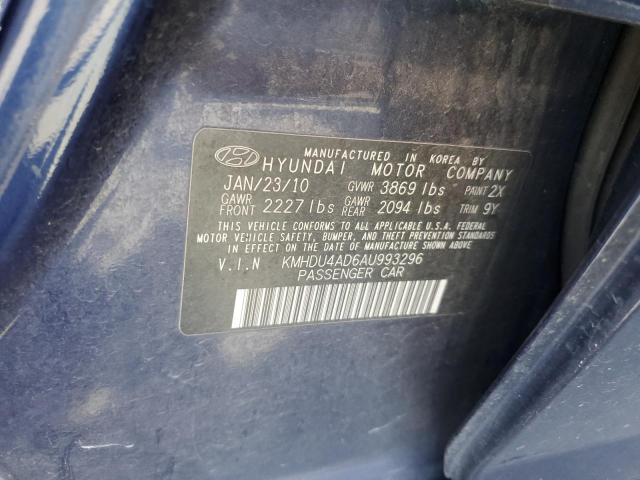 MANUFACTURED IN KOREA BY
HYUNDAI MOTOR COMPANY
JAN/23/10 GVWR 3869 lbs PAINT 2X
GAWR FRONT 2227 lbs GAWR REAR 2094 lbs TRIM 9Y
THIS VEHICLE CONFORMS TO ALL APPLICABLE U.S.A. FEDERAL
MOTOR VEHICLE SAFETY, BUMPER, AND THEFT PREVENTION STANDARDS
IN EFFECT ON THE DATE OF MANUFACTURE SHOWN ABOVE.
V.I.N KMHDU4AD6AU993296
PASSENGER CAR